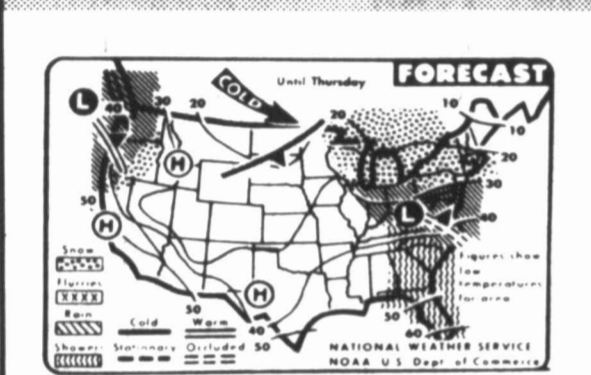 FORECAST
Until Thursday
COLD
L
40
30
20
20
10
10
20
30
40
H
L
50
H
H
Snow
Flurries
Rain
Showers
Cold
Warm
Stationary
Occluded
50
40
50
50
60
Figures show
low
temperatures
for area
NATIONAL WEATHER SERVICE
NOAA U S Dept of Commerce